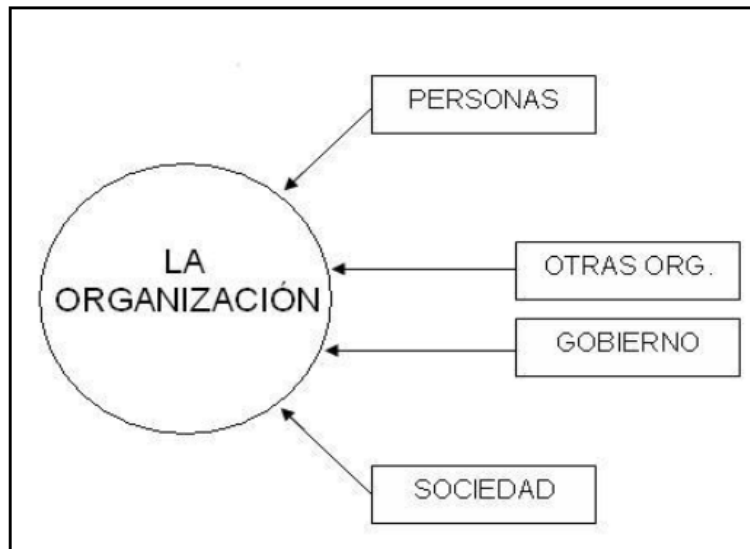 PERSONAS
LA
ORGANIZACIÓN
OTRAS ORG.
GOBIERNO
SOCIEDAD